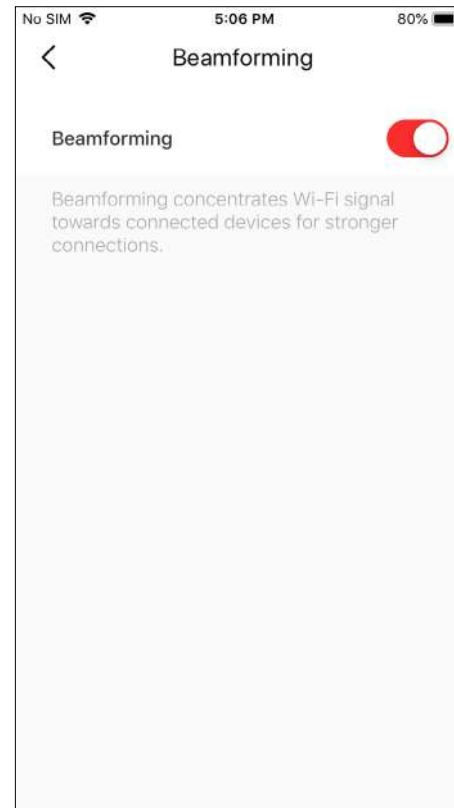 No SIM 5:06 PM 80%
Beamforming
Beamforming
Beamforming concentrates Wi-Fi signal
towards connected devices for stronger
connections.